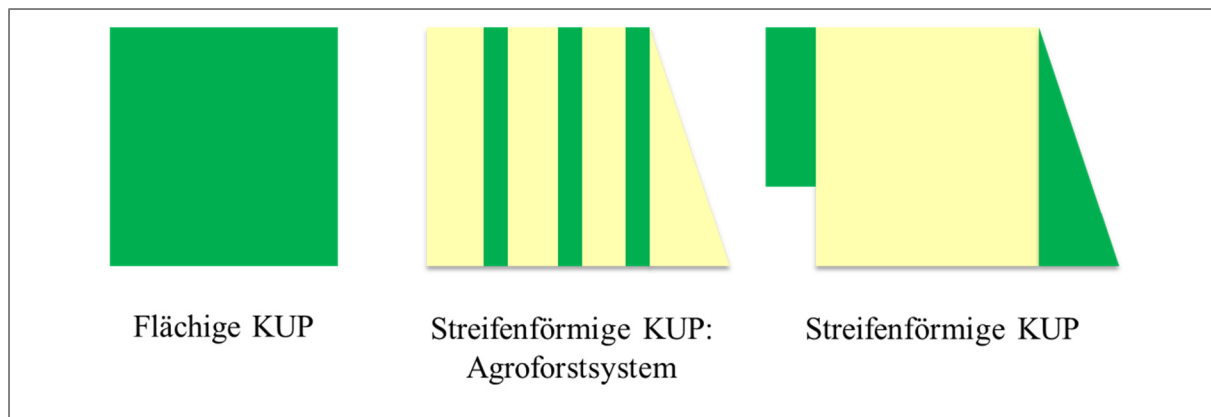 Flächige KUP
Streifenförmige KUP:
Agroforstsystem
Streifenförmige KUP